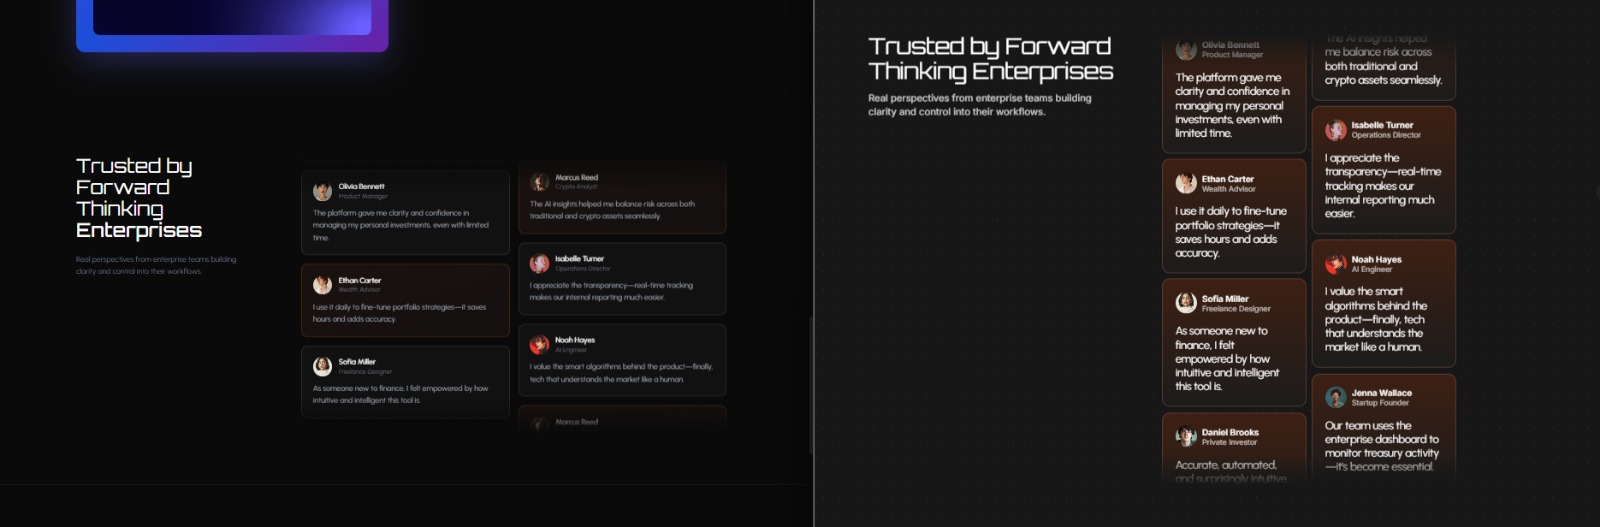 Trusted by
Forward
Thinking
Enterprises
Real perspectives from enterprise teams building
clarity and control into their workflows
Olivia Bennett
Product Manager
The platform gave me clarity and confidence in
managing my personal investments, even with limited
time.
Ethan Carter
Wealth Advisor
I use it daily to fine-tune portfolio strategies—it saves
hours and adds accuracy.
Sofia Miller
Freelance Designer
As someone new to finance, I felt empowered by how
intuitive and intelligent this tool is.
Marcus Reed
Crypto Analyst
The AI insights helped me balance risk across both
traditional and crypto assets seamlessly.
Isabelle Turner
Operations Director
I appreciate the transparency—real-time tracking
makes our internal reporting much easier.
Noah Hayes
AI Engineer
I value the smart algorithms behind the product—finally,
tech that understands the market like a human.
Marcus Reed
Trusted by Forward
Thinking Enterprises
Real perspectives from enterprise teams building
clarity and control into their workflows.
Olivia Bennett
Product Manager
The platform gave me
clarity and confidence in
managing my personal
investments, even with
limited time.
Ethan Carter
Wealth Advisor
I use it daily to fine-tune
portfolio strategies—it
saves hours and adds
accuracy.
Sofia Miller
Freelance Designer
As someone new to
finance, I felt
empowered by how
intuitive and intelligent
this tool is.
Daniel Brooks
Private Investor
Accurate, automated,
and surprisingly intuitive
The AI insights helped
me balance risk across
both traditional and
crypto assets seamlessly.
Isabelle Turner
Operations Director
I appreciate the
transparency—real-time
tracking makes our
internal reporting much
easier.
Noah Hayes
AI Engineer
I value the smart
algorithms behind the
product—finally, tech
that understands the
market like a human.
Jenna Wallace
Startup Founder
Our team uses the
enterprise dashboard to
monitor treasury activity
—it's become essential.